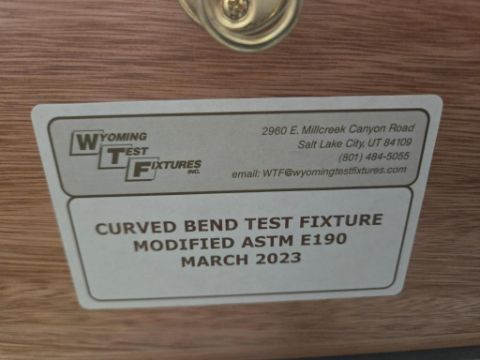 WYOMING
TEST
FIXTURES
INC.
2960 E. Millcreek Canyon Road
Salt Lake City, UT 84109
(801) 484-5055
email: WTF@wyomingtestfixtures.com
CURVED BEND TEST FIXTURE
MODIFIED ASTM E190
MARCH 2023